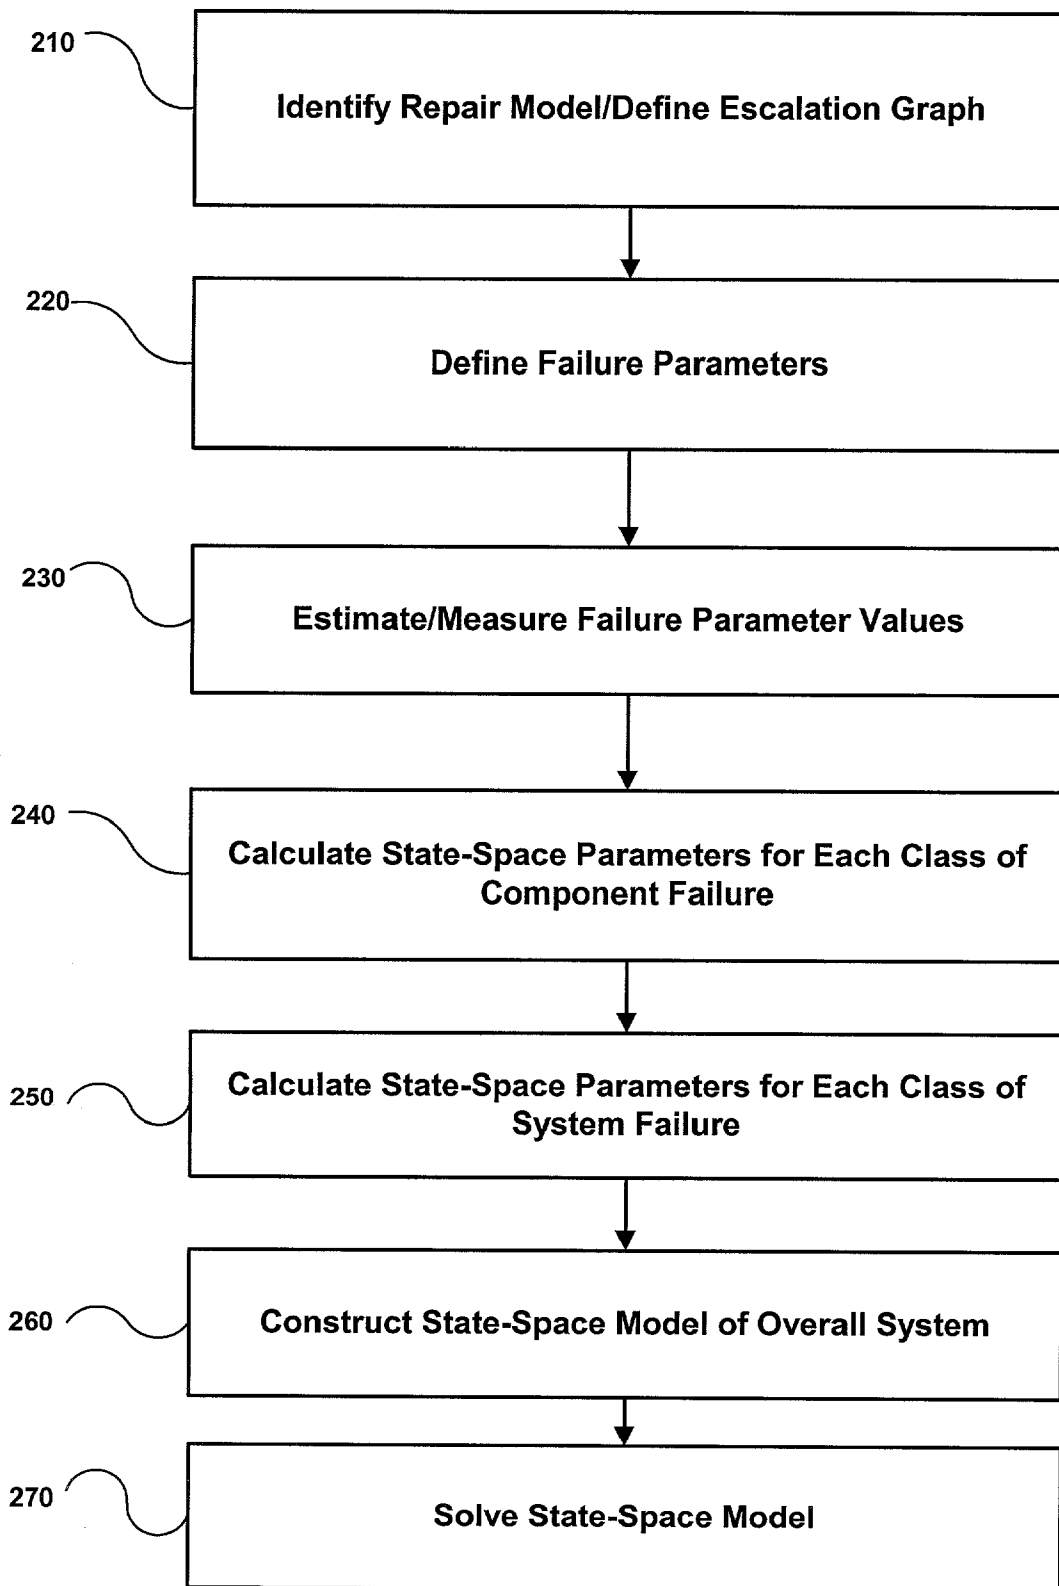 210
Identify Repair Model/Define Escalation Graph
220
Define Failure Parameters
230
Estimate/Measure Failure Parameter Values
240
Calculate State-Space Parameters for Each Class of
Component Failure
250
Calculate State-Space Parameters for Each Class of
System Failure
260
Construct State-Space Model of Overall System
270
Solve State-Space Model